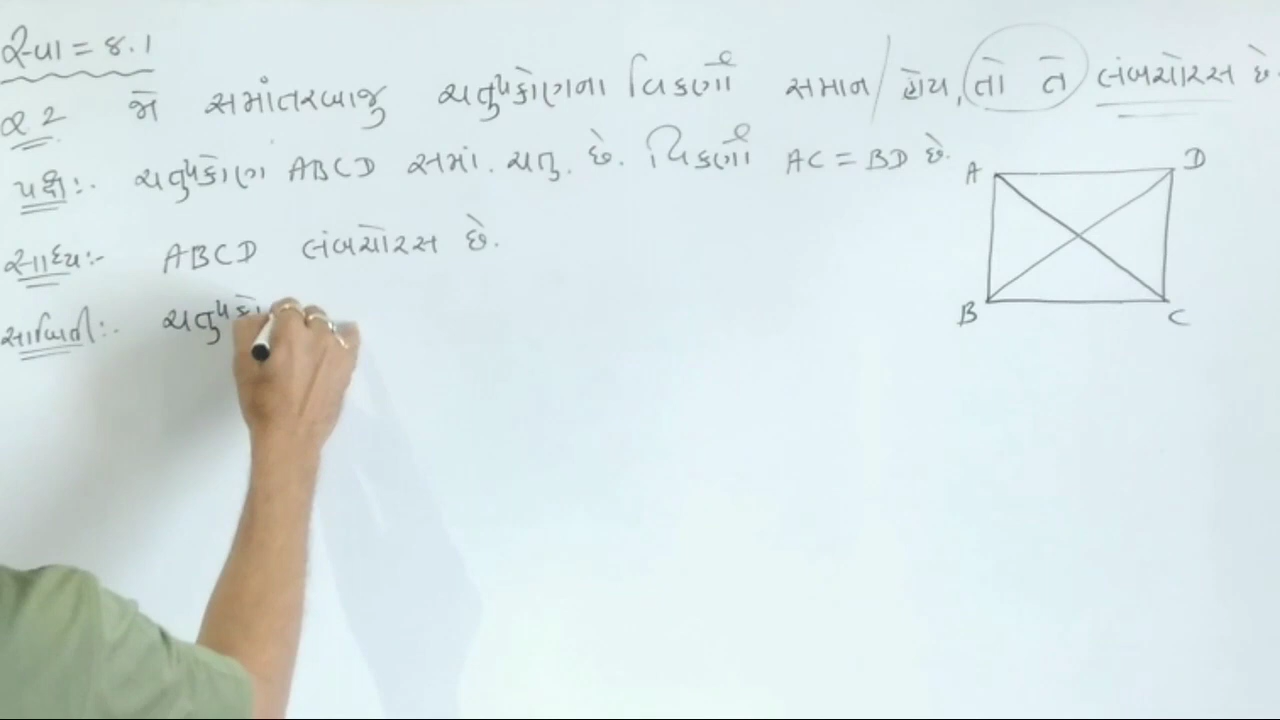 સ્વા = 8.1
Q 2 જો સમાંતરબાજુ ચતુષ્કોણના વિકર્ણો સમાન / હોય, તો તે લંબચોરસ છે.
પક્ષ :- ચતુષ્કોણ ABCD સમાં. ચતુ. છે. વિકર્ણો AC = BD છે.
સાધ્ય :- ABCD લંબચોરસ છે.
સાબિતી :- ચતુષ્કો
A D
B C